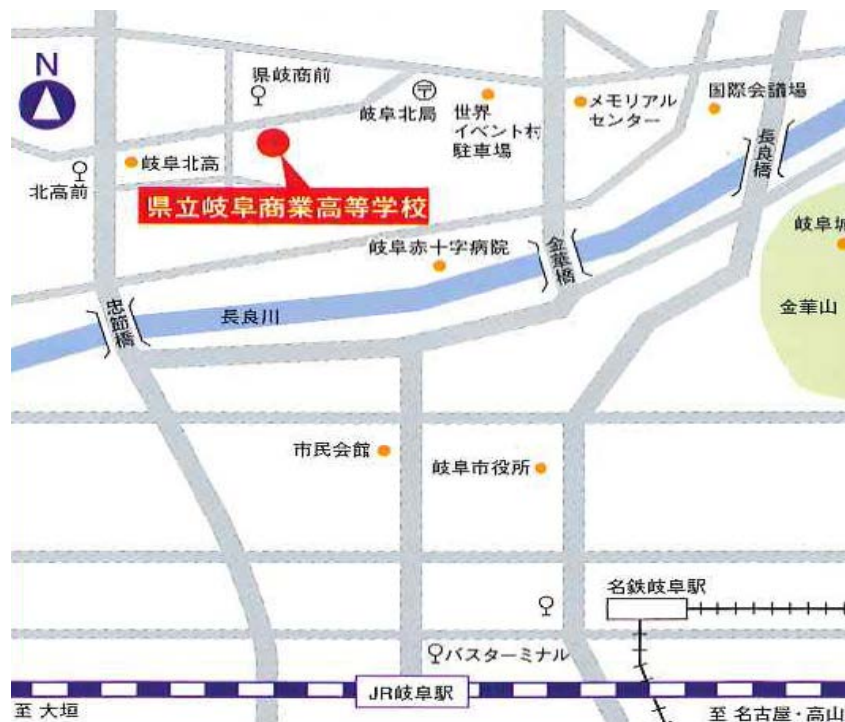 N
県岐商前
岐阜北局
世界
イベント村
駐車場
メモリアル
センター
国際会議場
長良橋
北高前
岐阜北高
県立岐阜商業高等学校
岐阜赤十字病院
金華橋
岐阜城
金華山
忠節橋
長良川
市民会館
岐阜市役所
名鉄岐阜駅
バスターミナル
JR岐阜駅
至 大垣
至 名古屋・高山